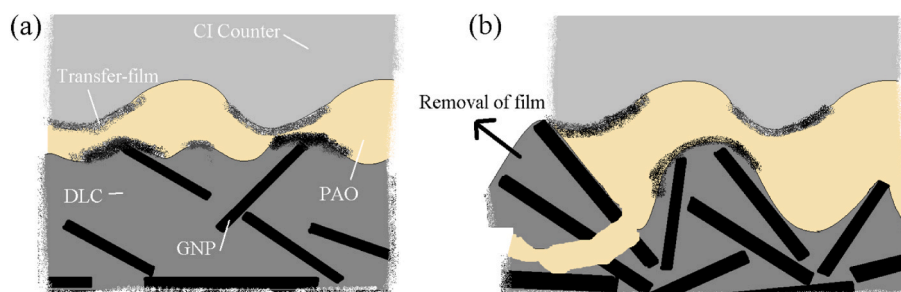 (a)
CI Counter
Transfer-film
DLC
GNP
PAO
(b)
Removal of film